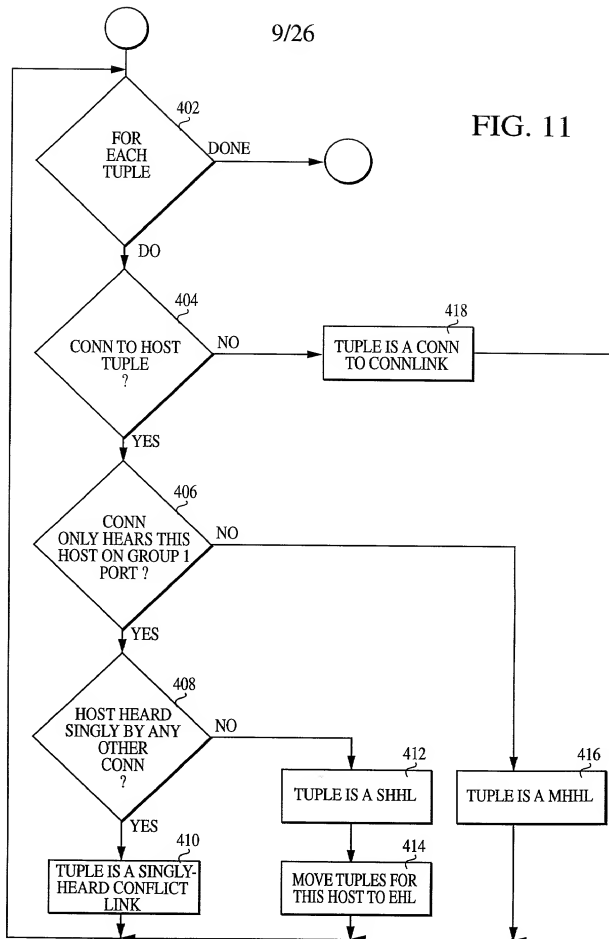 9/26
FIG. 11
402
FOR
EACH
TUPLE
DONE
DO
404
CONN TO HOST
TUPLE
?
NO
418
TUPLE IS A CONN
TO CONNLINK
YES
406
CONN
ONLY HEARS THIS
HOST ON GROUP 1
PORT ?
NO
YES
408
HOST HEARD
SINGLY BY ANY
OTHER
CONN
?
NO
412
TUPLE IS A SHHL
416
TUPLE IS A MHHL
YES
410
TUPLE IS A SINGLY-
HEARD CONFLICT
LINK
414
MOVE TUPLES FOR
THIS HOST TO EHL